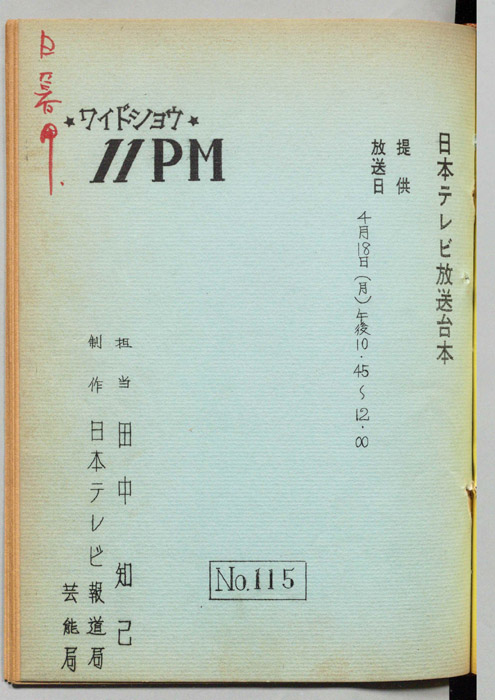 日本テレビ放送台本
提供
放送日 4月18日(月)午後10.45～12.00
★ワイドショウ★
11PM
担当 田中知己
制作 日本テレビ報道局
芸能局
No.115